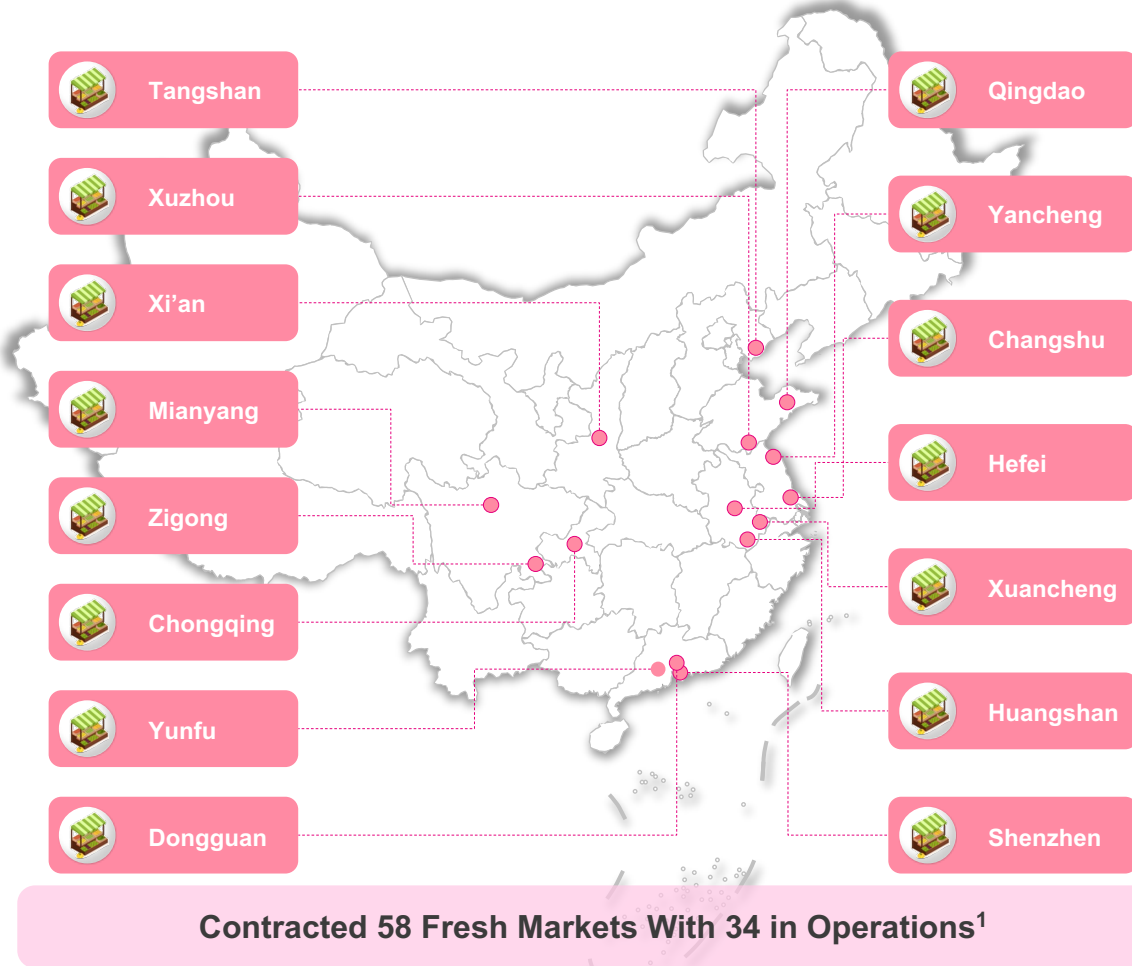 Tangshan
Xuzhou
Xi’an
Mianyang
Zigong
Chongqing
Yunfu
Dongguan
Qingdao
Yancheng
Changshu
Hefei
Xuancheng
Huangshan
Shenzhen
Contracted 58 Fresh Markets With 34 in Operations¹